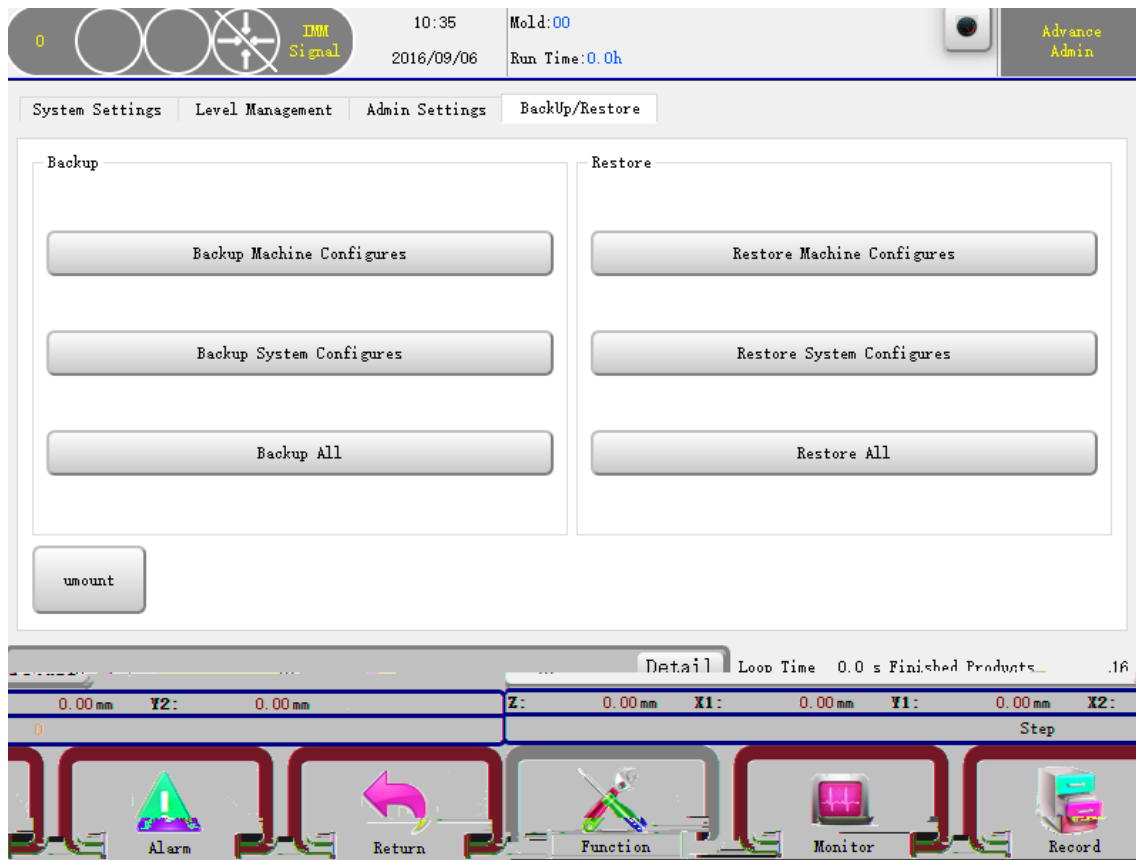 0
IMM
Signal
10:35
2016/09/06
Mold:00
Run Time:0.0h
Advance
Admin
System Settings Level Management Admin Settings BackUp/Restore
Backup Restore
Backup Machine Configures Restore Machine Configures
Backup System Configures Restore System Configures
Backup All Restore All
umount
Detail Loop Time 0.0 s Finished Products .16
0.00mm Y2: 0.00mm Z: 0.00mm X1: 0.00mm Y1: 0.00mm X2:
0 Step
Alarm Return Function Monitor Record